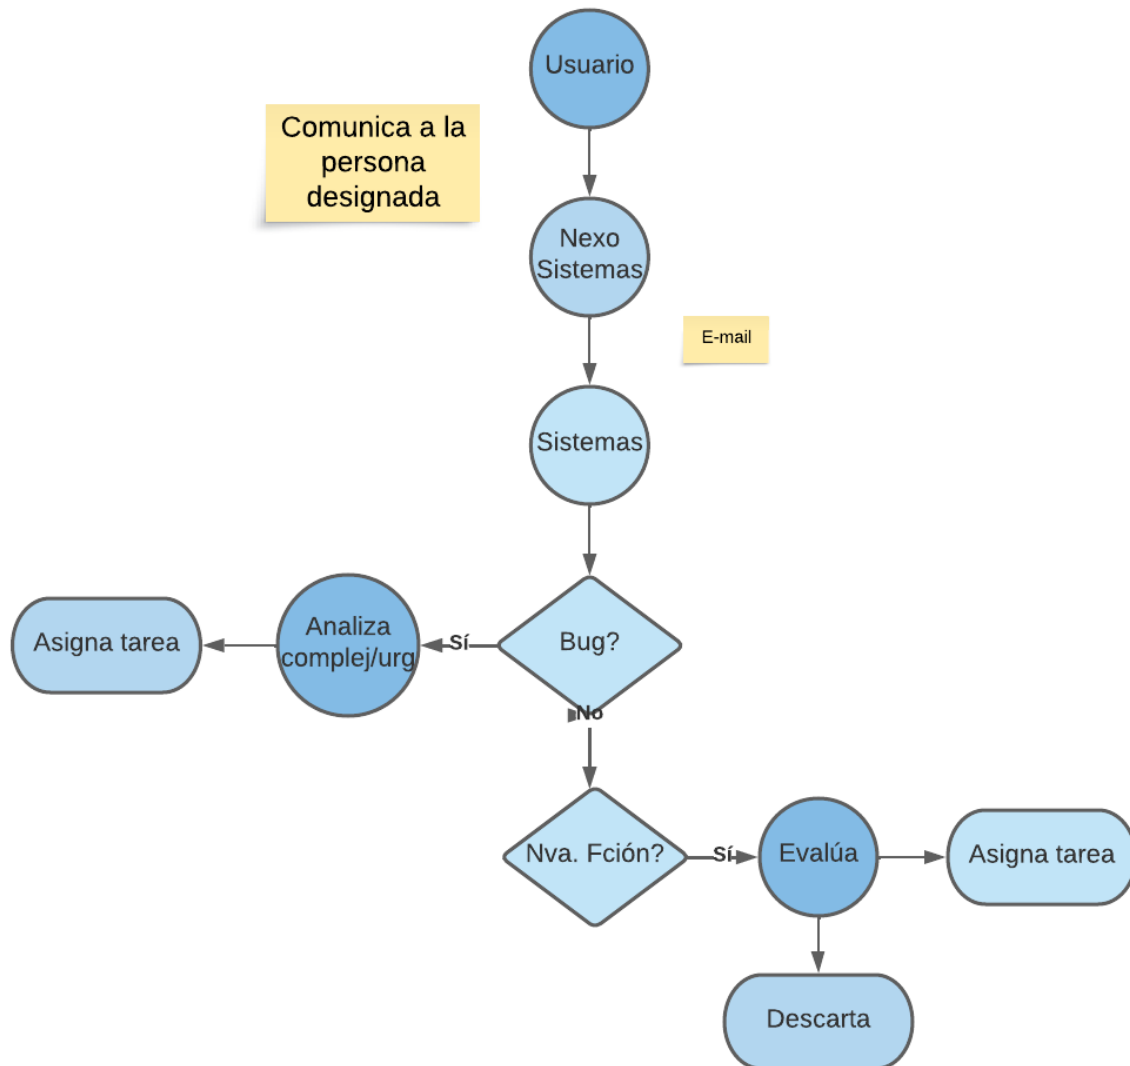 Usuario
Comunica a la
persona
designada
Nexo
Sistemas
E-mail
Sistemas
Asigna tarea
Analiza
complej/urg
Sí
Bug?
No
Nva. Fción?
Sí
Evalúa
Asigna tarea
Descarta